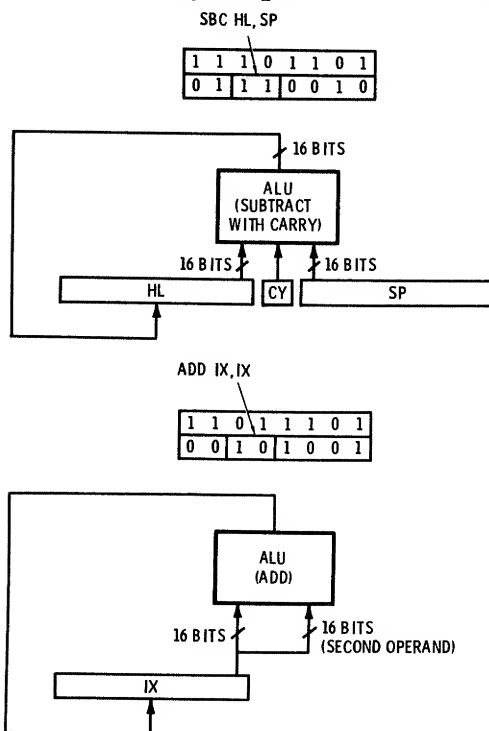 SBC HL, SP
1 1 1 0 1 1 0 1
0 1 1 1 0 0 1 0
16 BITS
ALU
(SUBTRACT
WITH CARRY)
16 BITS
16 BITS
HL
CY
SP
ADD IX, IX
1 1 0 1 1 1 0 1
0 0 1 0 1 0 0 1
ALU
(ADD)
16 BITS
16 BITS
(SECOND OPERAND)
IX